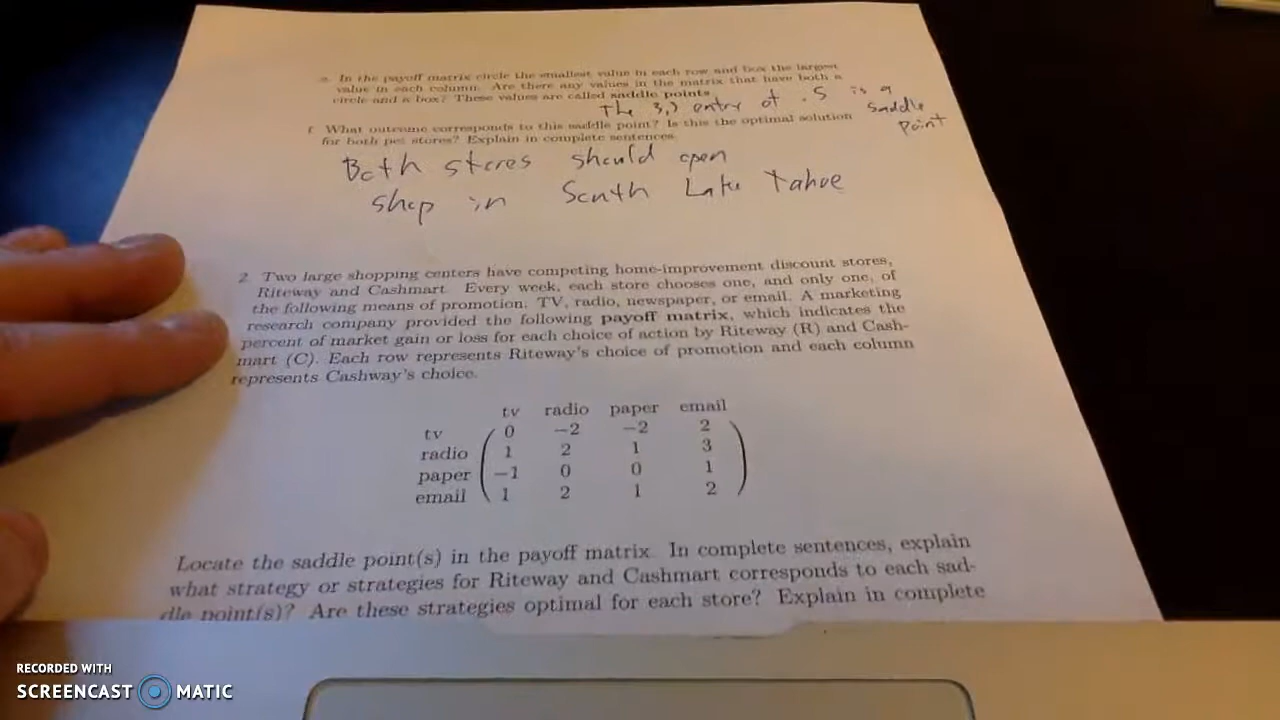 e. In the payoff matrix circle the smallest value in each row and box the largest
value in each column. Are there any values in the matrix that have both a
circle and a box? These values are called saddle points.
The 3,1 entry of .5 is a
saddle
point
f. What outcome corresponds to this saddle point? Is this the optimal solution
for both pet stores? Explain in complete sentences.
Both stores should open
shop in South Lake Tahoe
2. Two large shopping centers have competing home-improvement discount stores,
Riteway and Cashmart. Every week, each store chooses one, and only one, of
the following means of promotion. TV, radio, newspaper, or email. A marketing
research company provided the following payoff matrix, which indicates the
percent of market gain or loss for each choice of action by Riteway (R) and Cash-
mart (C). Each row represents Riteway's choice of promotion and each column
represents Cashway's choice.
tv radio paper email
tv 0 −2 −2 2
radio 1 2 1 3
paper −1 0 0 1
email 1 2 1 2
Locate the saddle point(s) in the payoff matrix. In complete sentences, explain
what strategy or strategies for Riteway and Cashmart corresponds to each sad-
dle point(s)? Are these strategies optimal for each store? Explain in complete
RECORDED WITH
SCREENCAST MATIC